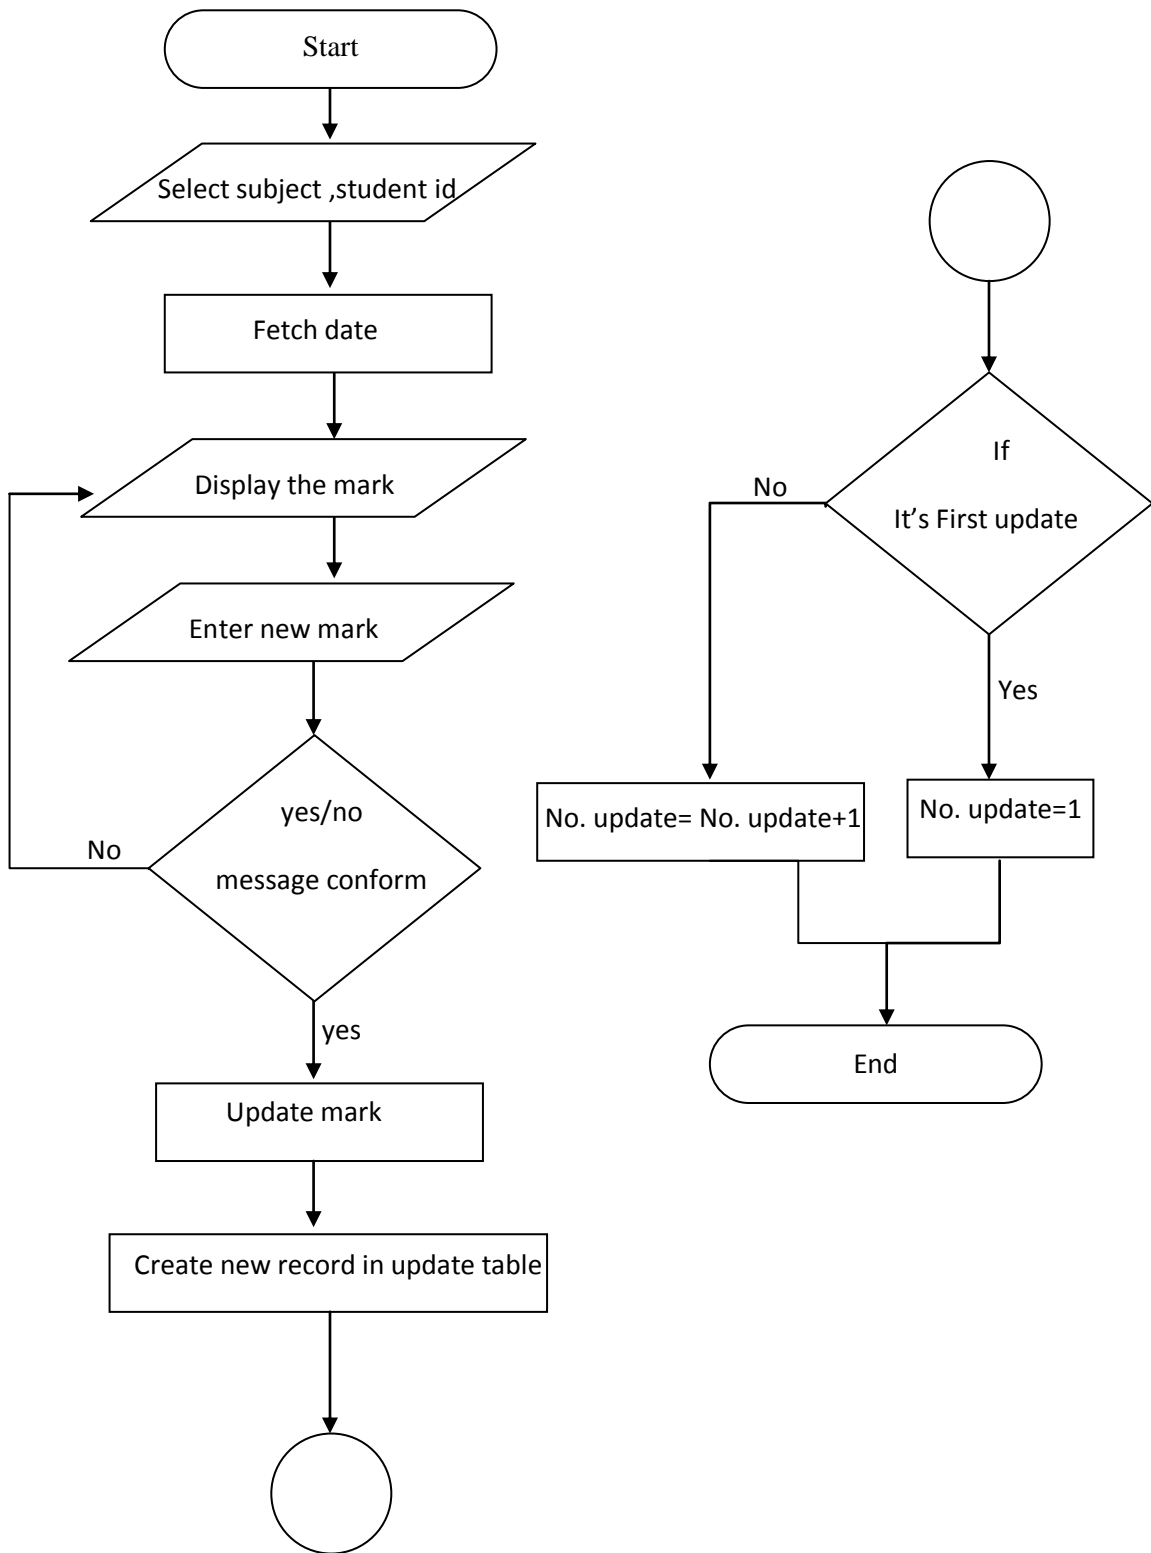 Start
Select subject ,student id
Fetch date
Display the mark
Enter new mark
yes/no
message conform
No
yes
Update mark
Create new record in update table
If
It's First update
No
Yes
No. update= No. update+1
No. update=1
End